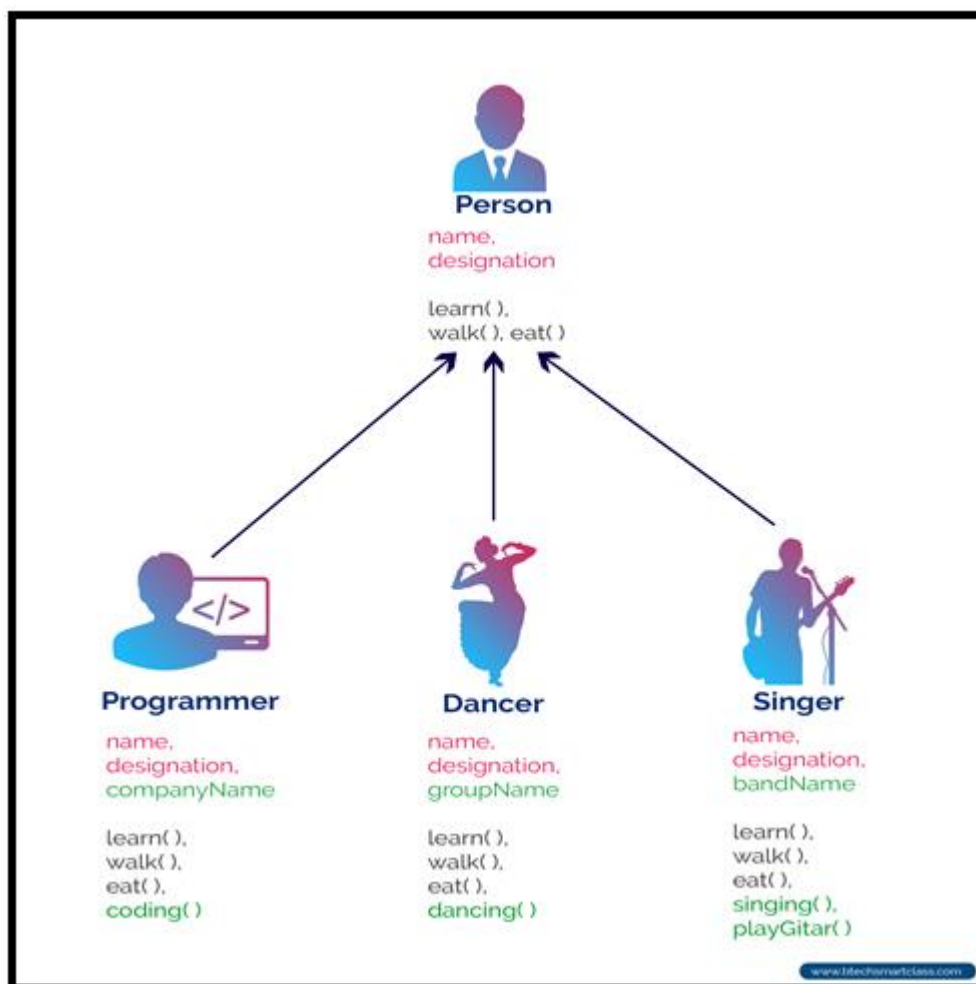 Person
name,
designation
learn( ),
walk( ), eat( )
</>
Programmer
name,
designation,
companyName
learn( ),
walk( ),
eat( ),
coding( )
Dancer
name,
designation,
groupName
learn( ),
walk( ),
eat( ),
dancing( )
Singer
name,
designation,
bandName
learn( ),
walk( ),
eat( ),
singing( ),
playGitar( )
www.btechsmartclass.com